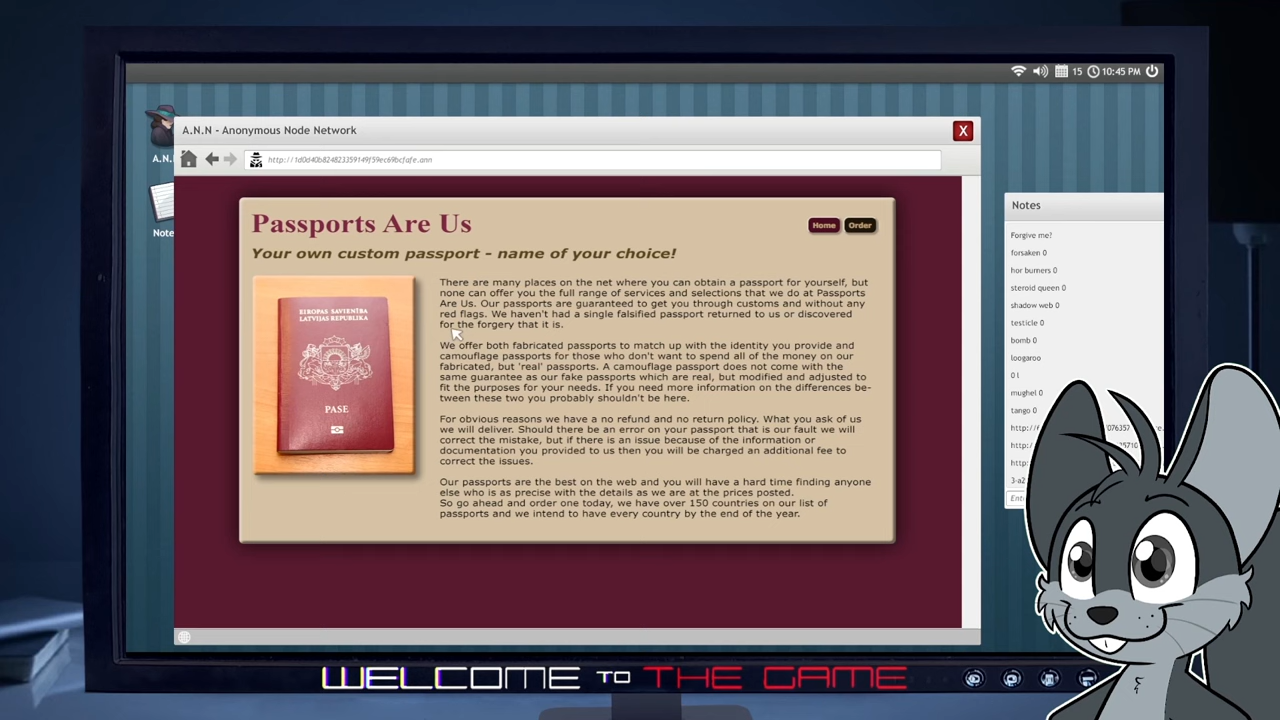 15 10:45 PM
A.N.N - Anonymous Node Network
X
http://1d0d40b824823359149f59ec69bcfafe.ann
A.N.
Note
Passports Are Us
Home Order
Your own custom passport - name of your choice!
EIROPAS SAVIENĪBA
LATVIJAS REPUBLIKA
PASE
There are many places on the net where you can obtain a passport for yourself, but
none can offer you the full range of services and selections that we do at Passports
Are Us. Our passports are guaranteed to get you through customs and without any
red flags. We haven't had a single falsified passport returned to us or discovered
for the forgery that it is.
We offer both fabricated passports to match up with the identity you provide and
camouflage passports for those who don't want to spend all of the money on our
fabricated, but 'real' passports. A camouflage passport does not come with the
same guarantee as our fake passports which are real, but modified and adjusted to
fit the purposes for your needs. If you need more information on the differences be-
tween these two you probably shouldn't be here.
For obvious reasons we have a no refund and no return policy. What you ask of us
we will deliver. Should there be an error on your passport that is our fault we will
correct the mistake, but if there is an issue because of the information or
documentation you provided to us then you will be charged an additional fee to
correct the issues.
Our passports are the best on the web and you will have a hard time finding anyone
else who is as precise with the details as we are at the prices posted.
So go ahead and order one today, we have over 150 countries on our list of
passports and we intend to have every country by the end of the year.
Notes
Forgive me?
forsaken 0
hor burners 0
steroid queen 0
shadow web 0
testicle 0
bomb 0
loogaroo
0 l
mughel 0
tango 0
http://
http:
http:
3-a2
WELCOME TO THE GAME